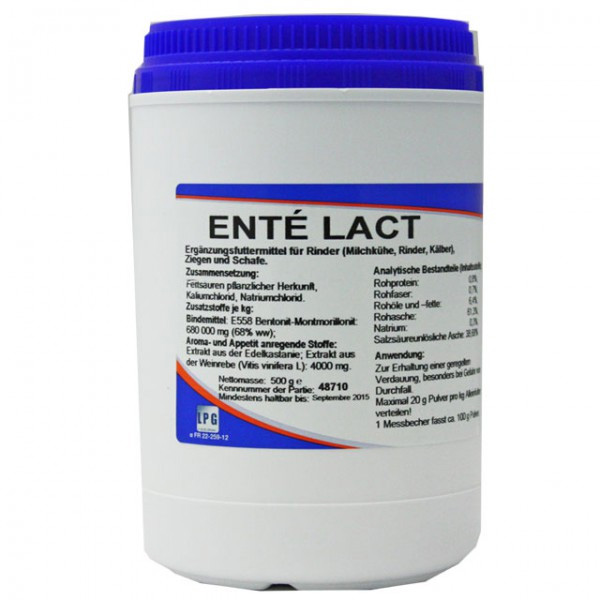 ENTÉ LACT
Ergänzungsfuttermittel für Rinder (Milchkühe, Rinder, Kälber),
Ziegen und Schafe.
Zusammensetzung:
Fettsäuren pflanzlicher Herkunft,
Kaliumchlorid, Natriumchlorid.
Zusatzstoffe je kg:
Bindemittel: E558 Bentonit-Montmorillonit:
680 000 mg (68% ww);
Aroma- und Appetit anregende Stoffe:
Extrakt aus der Edelkastanie; Extrakt aus
der Weinrebe (Vitis vinifera L): 4000 mg.
Nettomasse: 500 g e
Kennnummer der Partie: 48710
Mindestens haltbar bis: Septembre 2015
LPG
α FR 22-259-12
Analytische Bestandteile
Rohprotein:
Rohfaser:
Rohöle und –fette:
Rohasche:
Natrium:
Salzsäureunlösliche Asche:
Anwendung:
Zur Erhaltung einer geregelten
Verdauung, besonders bei Gefahr von
Durchfall.
Maximal 20 g Pulver pro kg
verteilen!
1 Messbecher fasst ca. 100 g